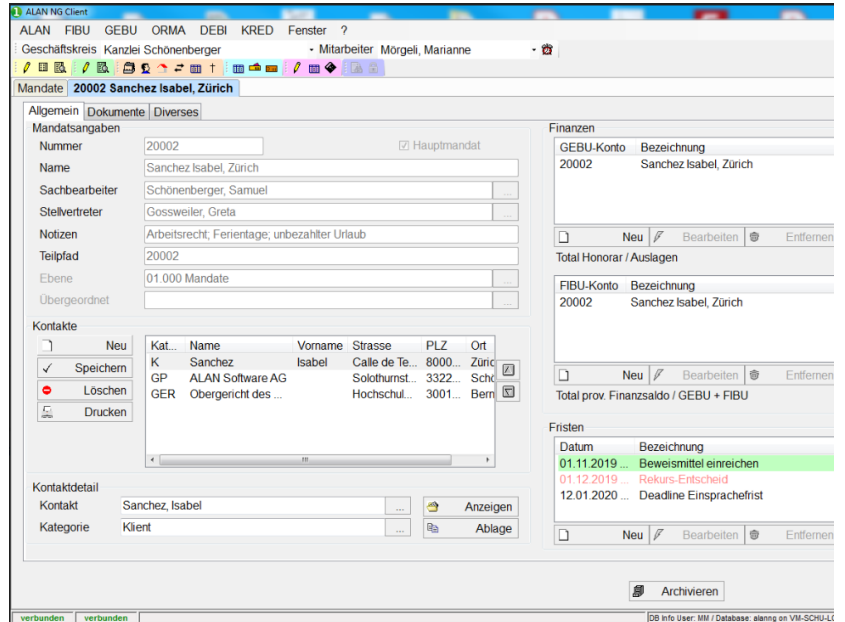 ALAN NG Client
ALAN FIBU GEBU ORMA DEBI KRED Fenster ?
Geschäftskreis Kanzlei Schönenberger Mitarbeiter Mörgeli, Marianne
Mandate 20002 Sanchez Isabel, Zürich
Allgemein Dokumente Diverses
Mandatsangaben
Nummer 20002 Hauptmandat
Name Sanchez Isabel, Zürich
Sachbearbeiter Schönenberger, Samuel ...
Stellvertreter Gossweiler, Greta ...
Notizen Arbeitsrecht; Ferientage; unbezahlter Urlaub
Teilpfad 20002
Ebene 01.000 Mandate ...
Übergeordnet ...
Kontakte
Neu
Speichern
Löschen
Drucken
Kat... Name Vorname Strasse PLZ Ort
K Sanchez Isabel Calle de Te... 8000... Züric
GP ALAN Software AG Solothurnst... 3322... Schö
GER Obergericht des ... Hochschul... 3001... Bern
Kontaktdetail
Kontakt Sanchez, Isabel ... Anzeigen
Kategorie Klient ... Ablage
Finanzen
GEBU-Konto Bezeichnung
20002 Sanchez Isabel, Zürich
Neu Bearbeiten Entfernen
Total Honorar / Auslagen
FIBU-Konto Bezeichnung
20002 Sanchez Isabel, Zürich
Neu Bearbeiten Entfernen
Total prov. Finanzsaldo / GEBU + FIBU
Fristen
Datum Bezeichnung
01.11.2019 ... Beweismittel einreichen
01.12.2019 ... Rekurs-Entscheid
12.01.2020 ... Deadline Einsprachefrist
Neu Bearbeiten Entfernen
Archivieren
verbunden verbunden DB Info User: MM / Database: alanng on VM-SCHU-LO